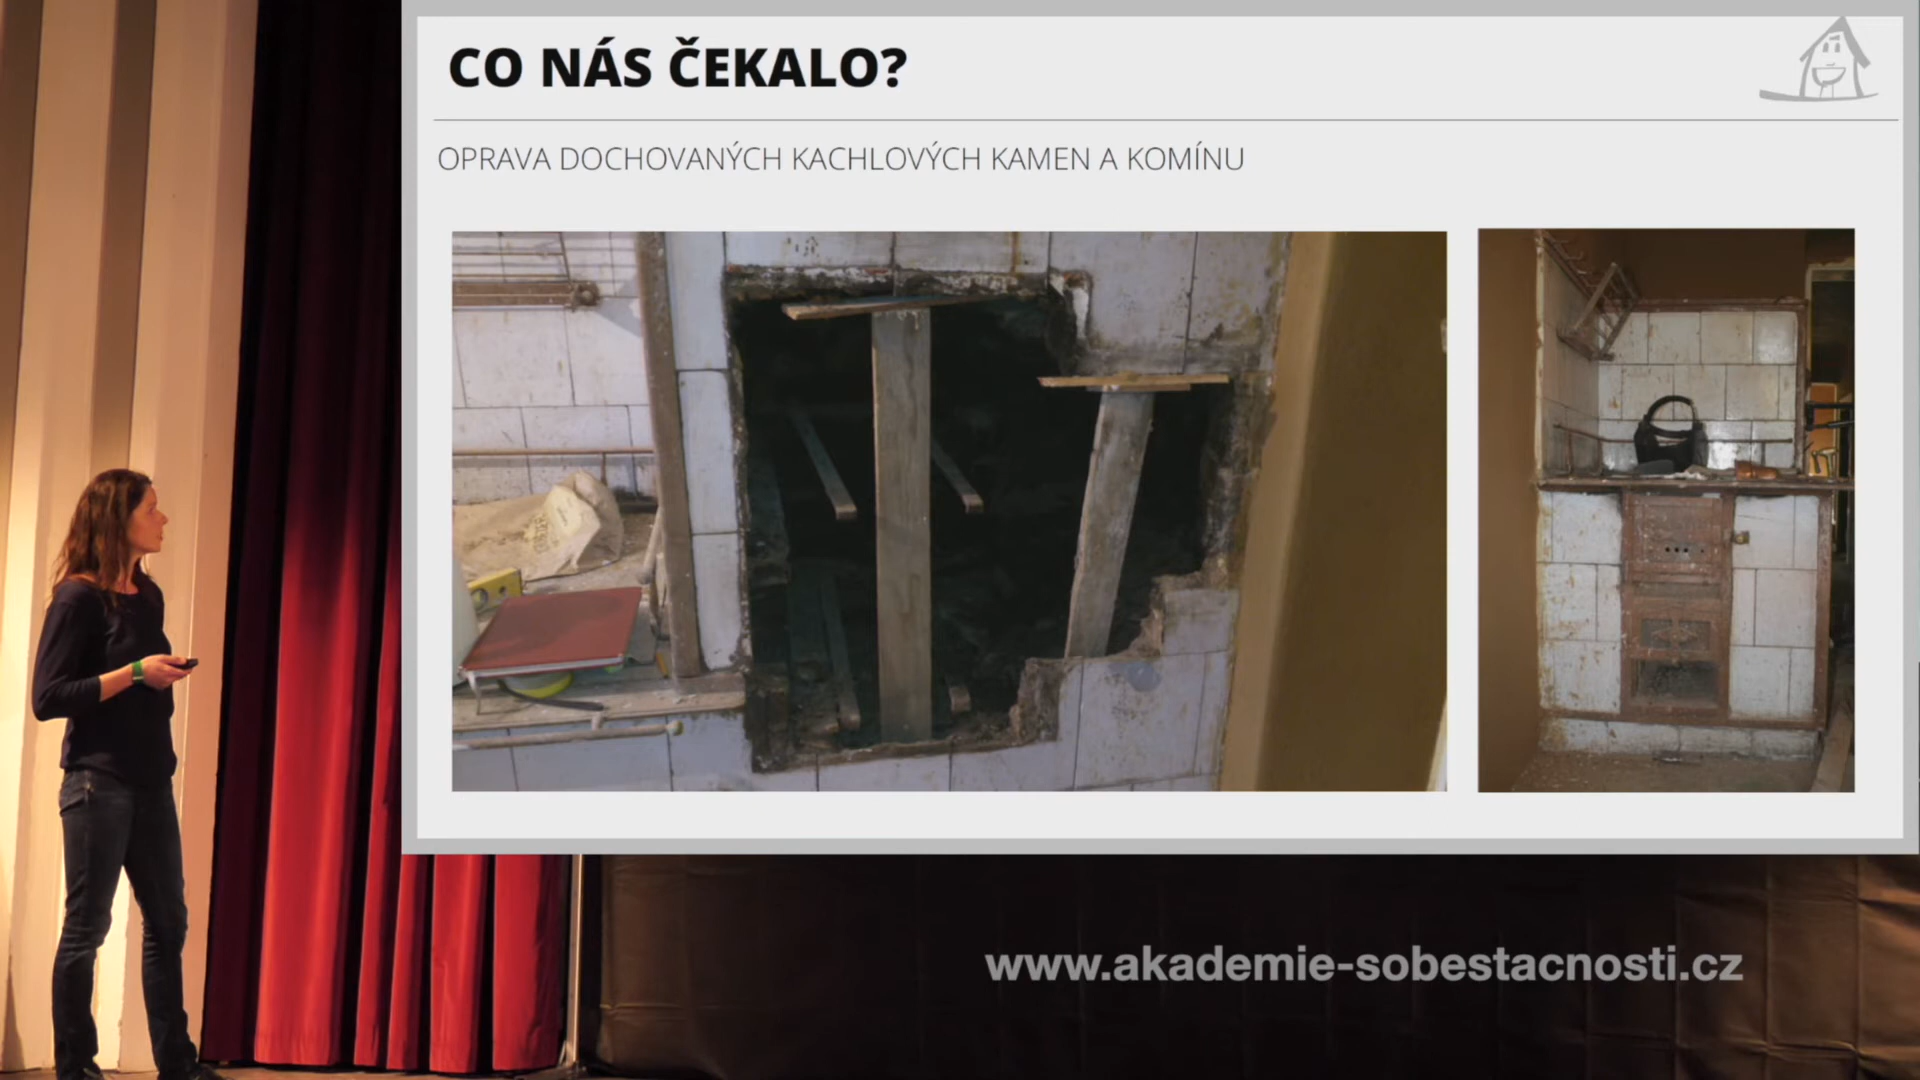 CO NÁS ČEKALO?
OPRAVA DOCHOVANÝCH KACHLOVÝCH KAMEN A KOMÍNU
www.akademie-sobestacnosti.cz